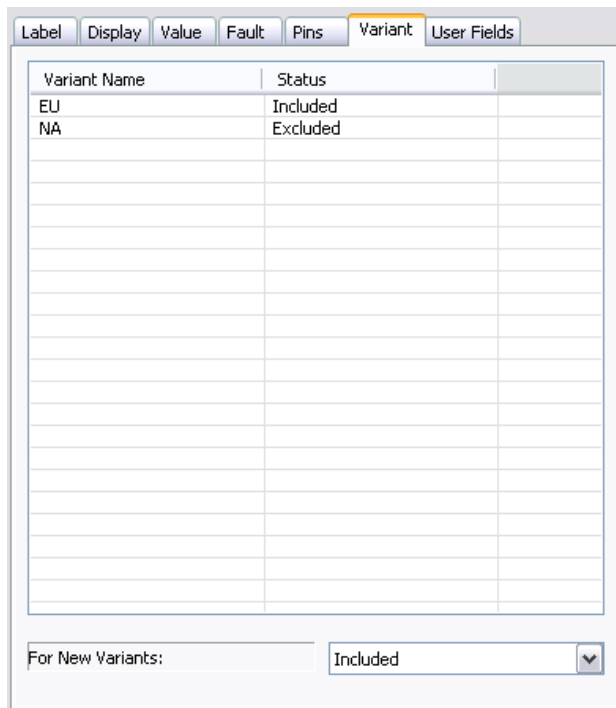 Label Display Value Fault Pins Variant User Fields
Variant Name Status
EU Included
NA Excluded
For New Variants: Included